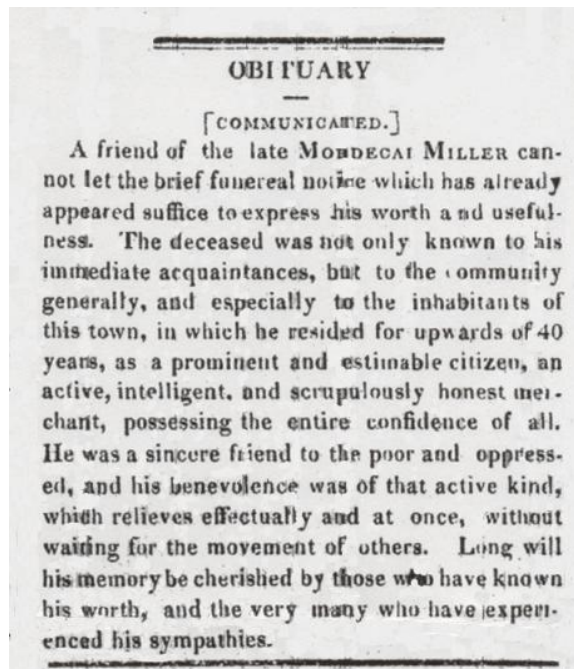 OBITUARY
[COMMUNICATED.]
A friend of the late MORDECAI MILLER can-
not let the brief funereal notice which has already
appeared suffice to express his worth and useful-
ness. The deceased was not only known to his
immediate acquaintances, but to the community
generally, and especially to the inhabitants of
this town, in which he resided for upwards of 40
years, as a prominent and estimable citizen, an
active, intelligent, and scrupulously honest mer-
chant, possessing the entire confidence of all.
He was a sincere friend to the poor and oppress-
ed, and his benevolence was of that active kind,
which relieves effectually and at once, without
waiting for the movement of others. Long will
his memory be cherished by those who have known
his worth, and the very many who have experi-
enced his sympathies.